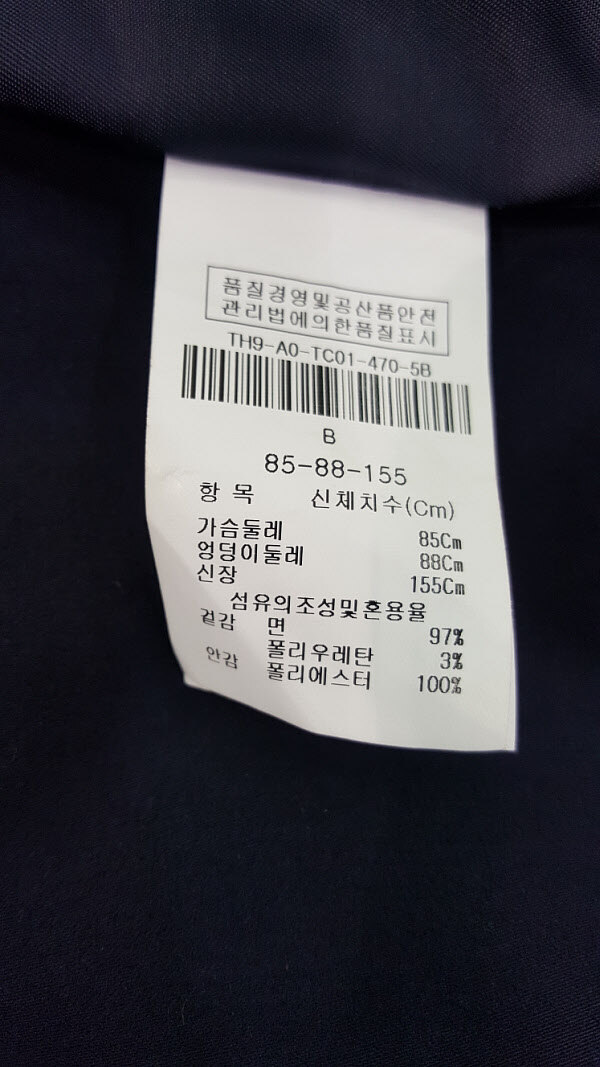 품질경영및공산품안전
관리법에의한품질표시
TH9-A0-TC01-470-5B
B
85-88-155
항 목 신체치수(Cm)
가슴둘레 85Cm
엉덩이둘레 88Cm
신장 155Cm
섬유의조성및혼용율
겉감 면 97%
폴리우레탄 3%
안감 폴리에스터 100%